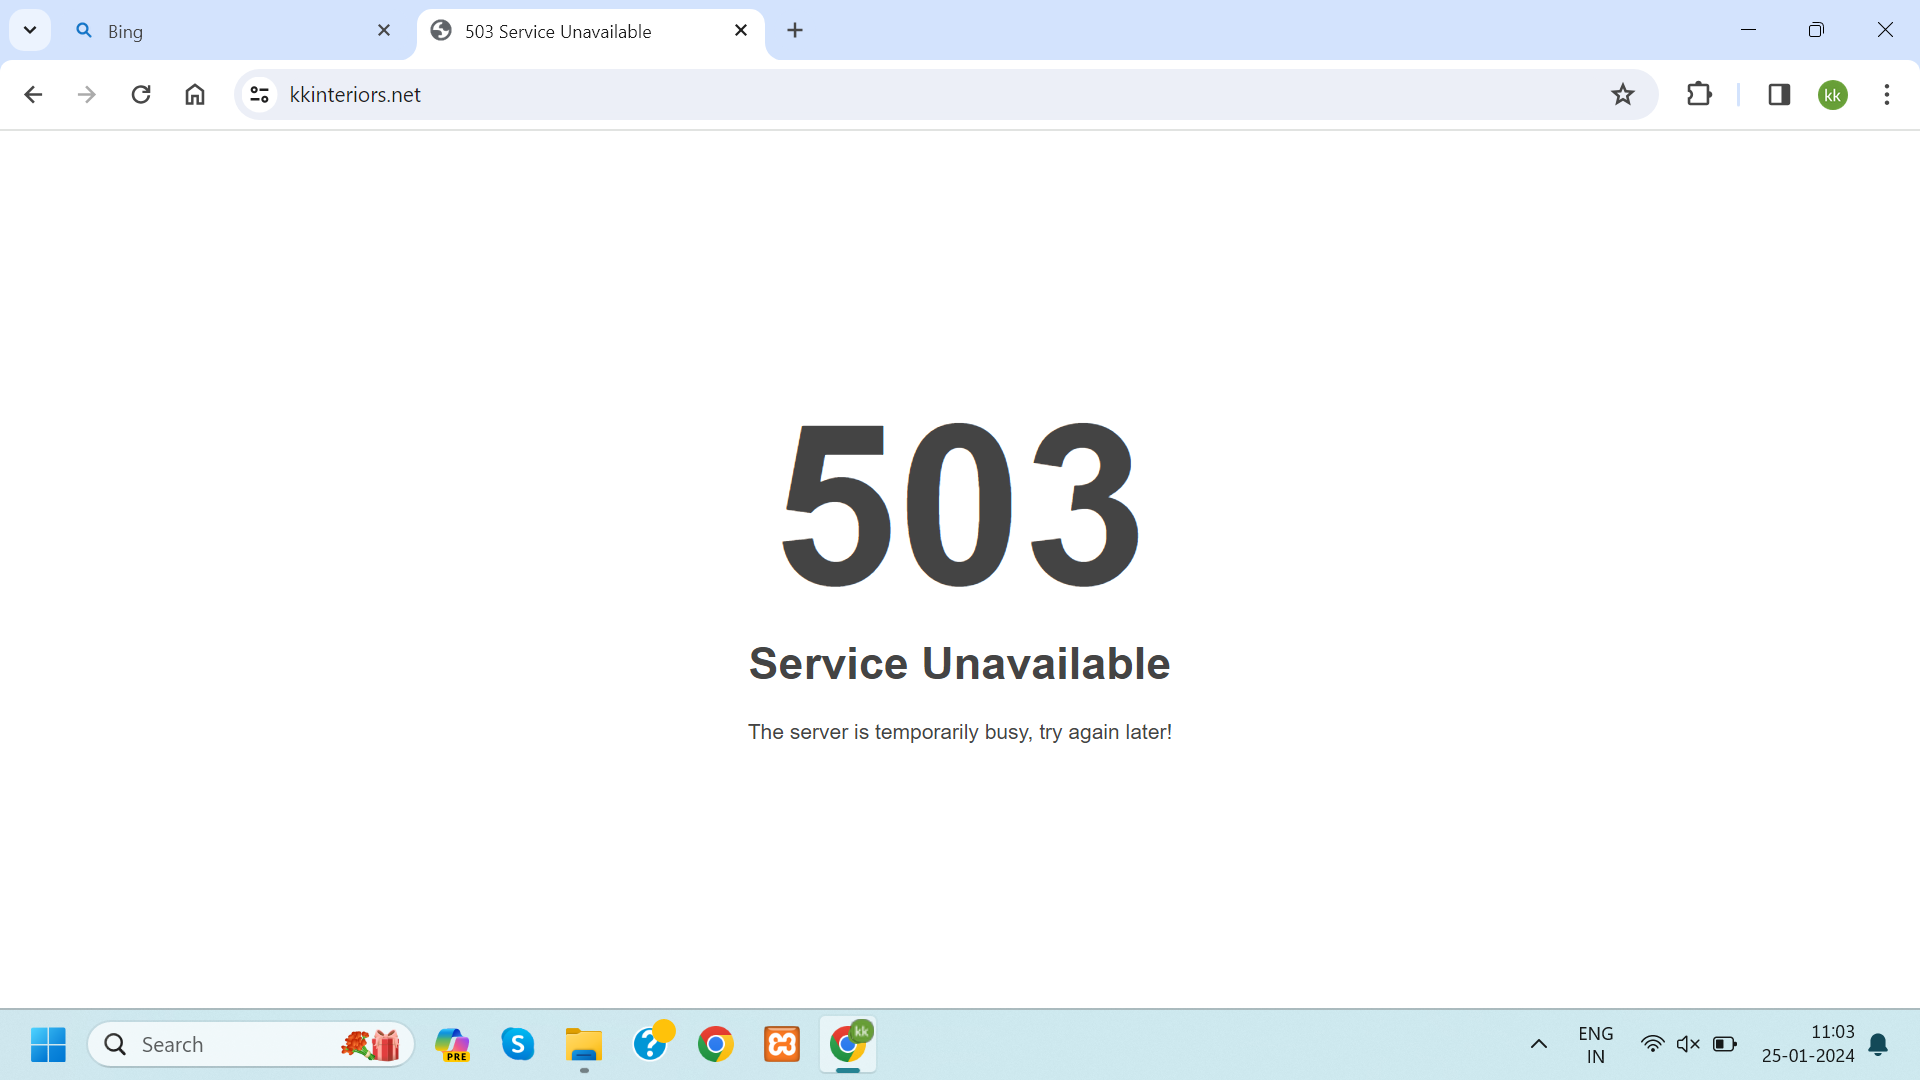 Bing
503 Service Unavailable
kkinteriors.net
kk
503
Service Unavailable
The server is temporarily busy, try again later!
Search
PRE
S
?
kk
ENG
IN
11:03
25-01-2024